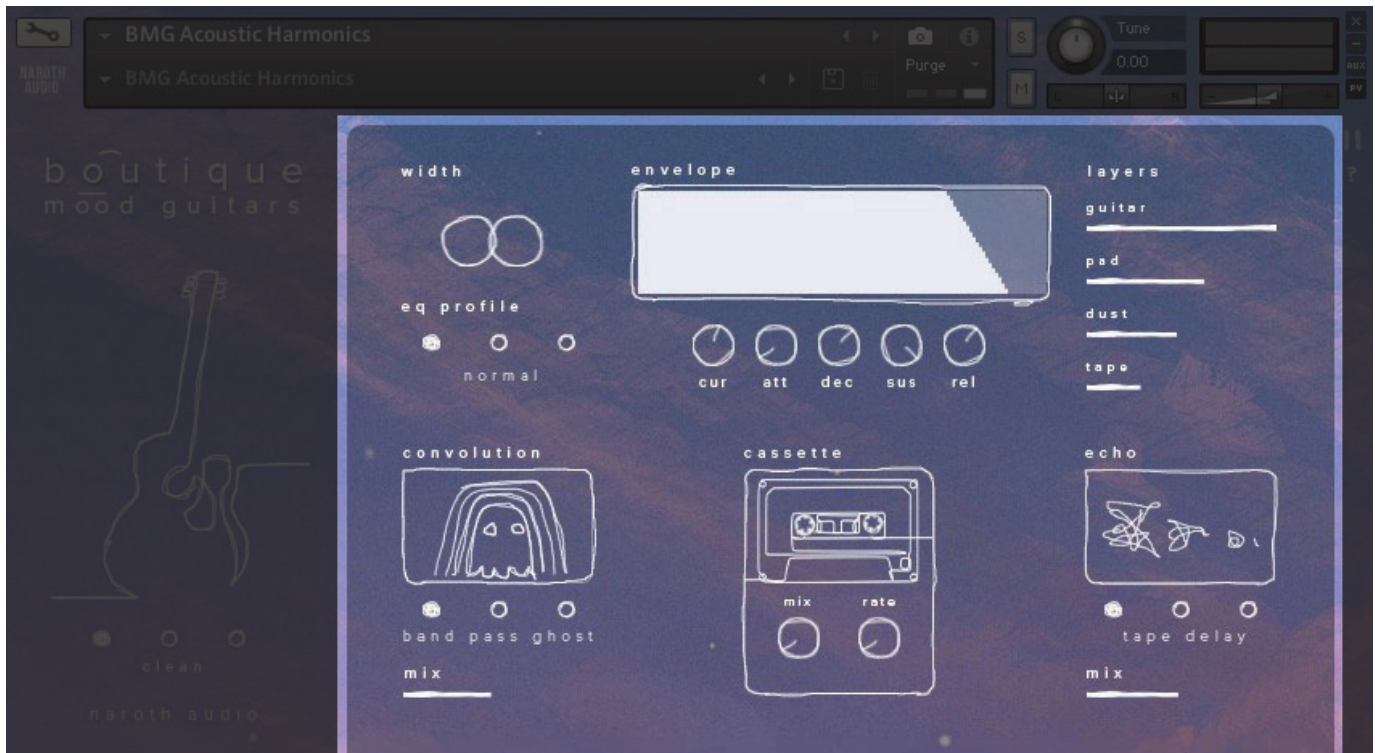 BMG Acoustic Harmonics
BMG Acoustic Harmonics
Purge
S
M
Tune
0.00
L
R
AUX
PV
NAROTH
AUDIO
boutique
mood guitars
?
clean
naroth audio
width
eq profile
normal
envelope
cur att dec sus rel
layers
guitar
pad
dust
tape
convolution
band pass ghost
mix
cassette
mix rate
echo
tape delay
mix